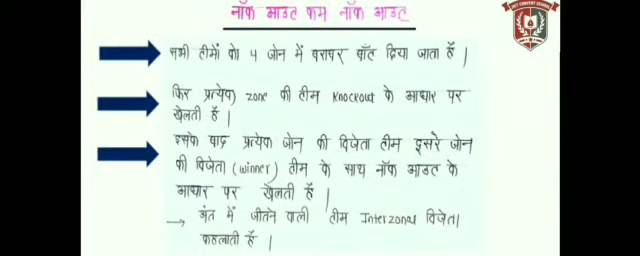 नॉक आउट कम नॉक आउट
सभी टीमों को 4 जोन में बराबर बाँट दिया जाता है |
फिर प्रत्येक zone की टीम knockout के आधार पर
खेलती है |
इसके बाद प्रत्येक जोन की विजेता टीम दूसरे जोन
की विजेता (winner) टीम के साथ नॉक आउट के
आधार पर खेलती है |
→ अंत में जीतने वाली टीम Interzonal विजेता
कहलाती है |